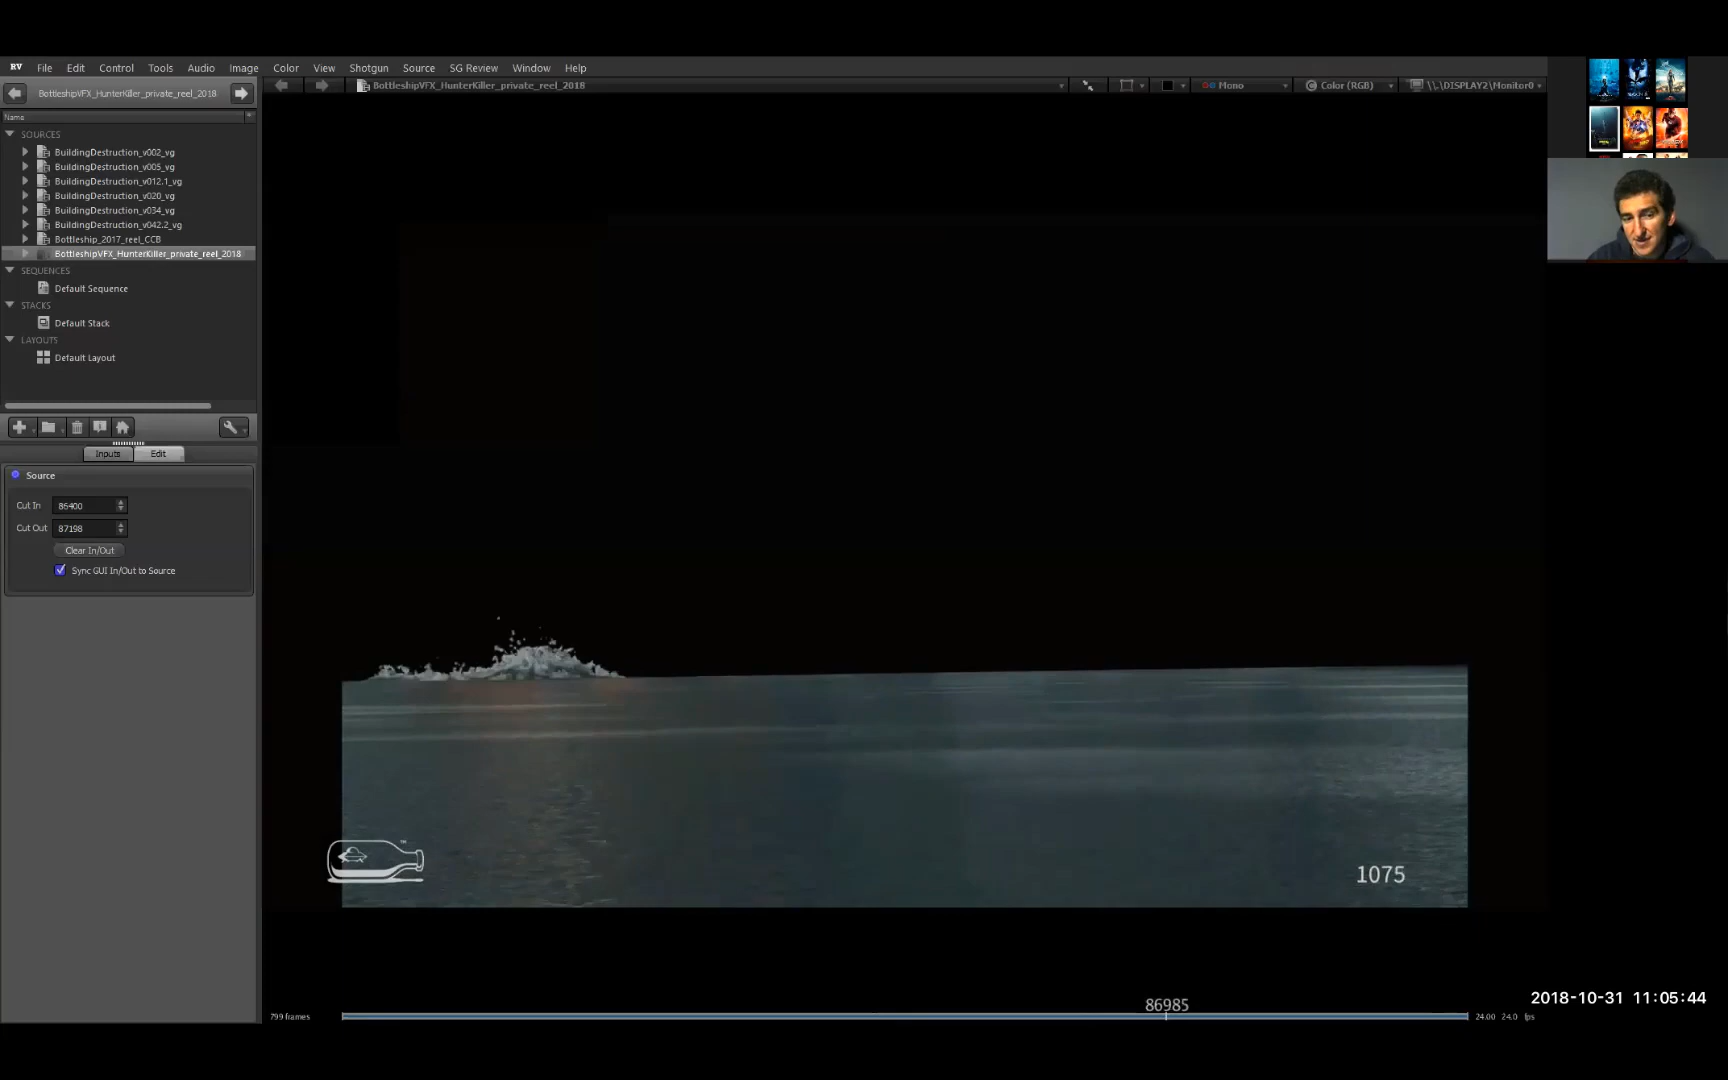 RV File Edit Control Tools Audio Image Color View Shotgun Source SG Review Window Help
BottleshipVFX_HunterKiller_private_reel_2018
BottleshipVFX_HunterKiller_private_reel_2018
Mono
Color (RGB)
\\.\DISPLAY2\Monitor0
Name
SOURCES
BuildingDestruction_v002_vg
BuildingDestruction_v005_vg
BuildingDestruction_v012.1_vg
BuildingDestruction_v020_vg
BuildingDestruction_v034_vg
BuildingDestruction_v042.2_vg
Bottleship_2017_reel_CCB
BottleshipVFX_HunterKiller_private_reel_2018
SEQUENCES
Default Sequence
STACKS
Default Stack
LAYOUTS
Default Layout
Inputs Edit
Source
Cut In 86400
Cut Out 87198
Clear In/Out
Sync GUI In/Out to Source
TM
1075
2018-10-31 11:05:44
86985
799 frames
24.00 24.0 fps